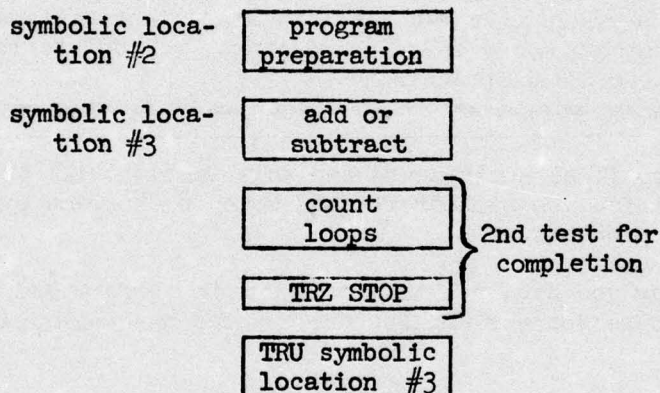 symbolic loca-
tion #2
program
preparation
symbolic loca-
tion #3
add or
subtract
count
loops
2nd test for
completion
TRZ STOP
TRU symbolic
location #3